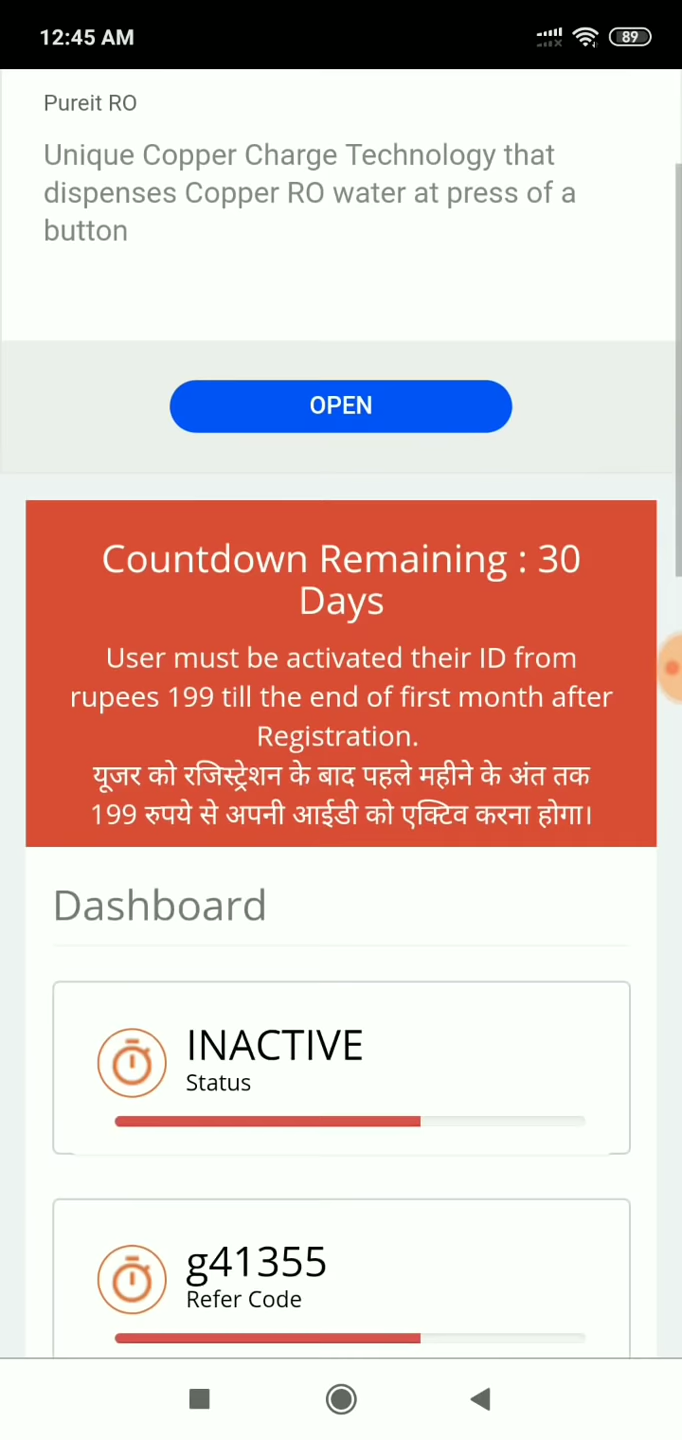 12:45 AM
89
Pureit RO
Unique Copper Charge Technology that
dispenses Copper RO water at press of a
button
OPEN
Countdown Remaining : 30
Days
User must be activated their ID from
rupees 199 till the end of first month after
Registration.
यूजर को रजिस्ट्रेशन के बाद पहले महीने के अंत तक
199 रुपये से अपनी आईडी को एक्टिव करना होगा।
Dashboard
INACTIVE
Status
g41355
Refer Code